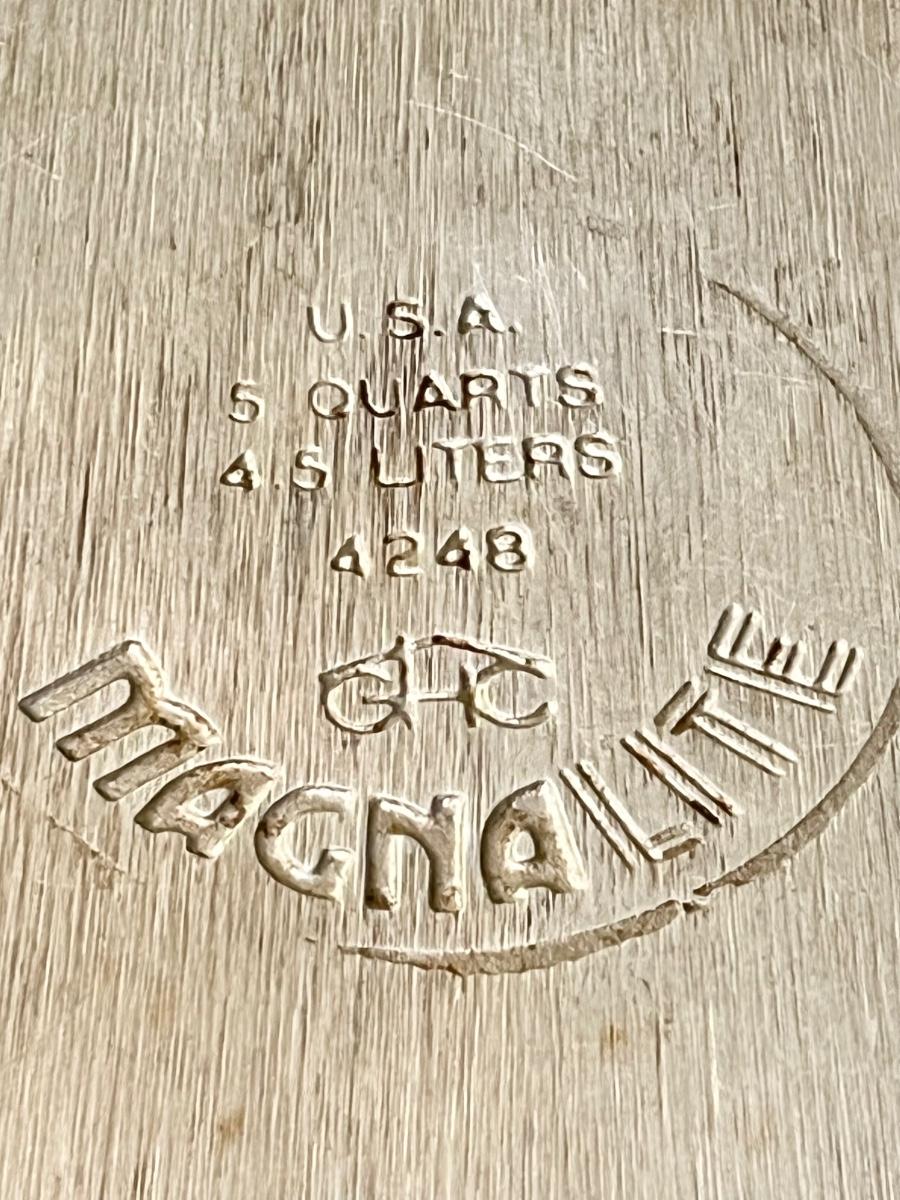 U.S.A.
5 QUARTS
4.5 LITERS
4248
GHC
MAGNALITE